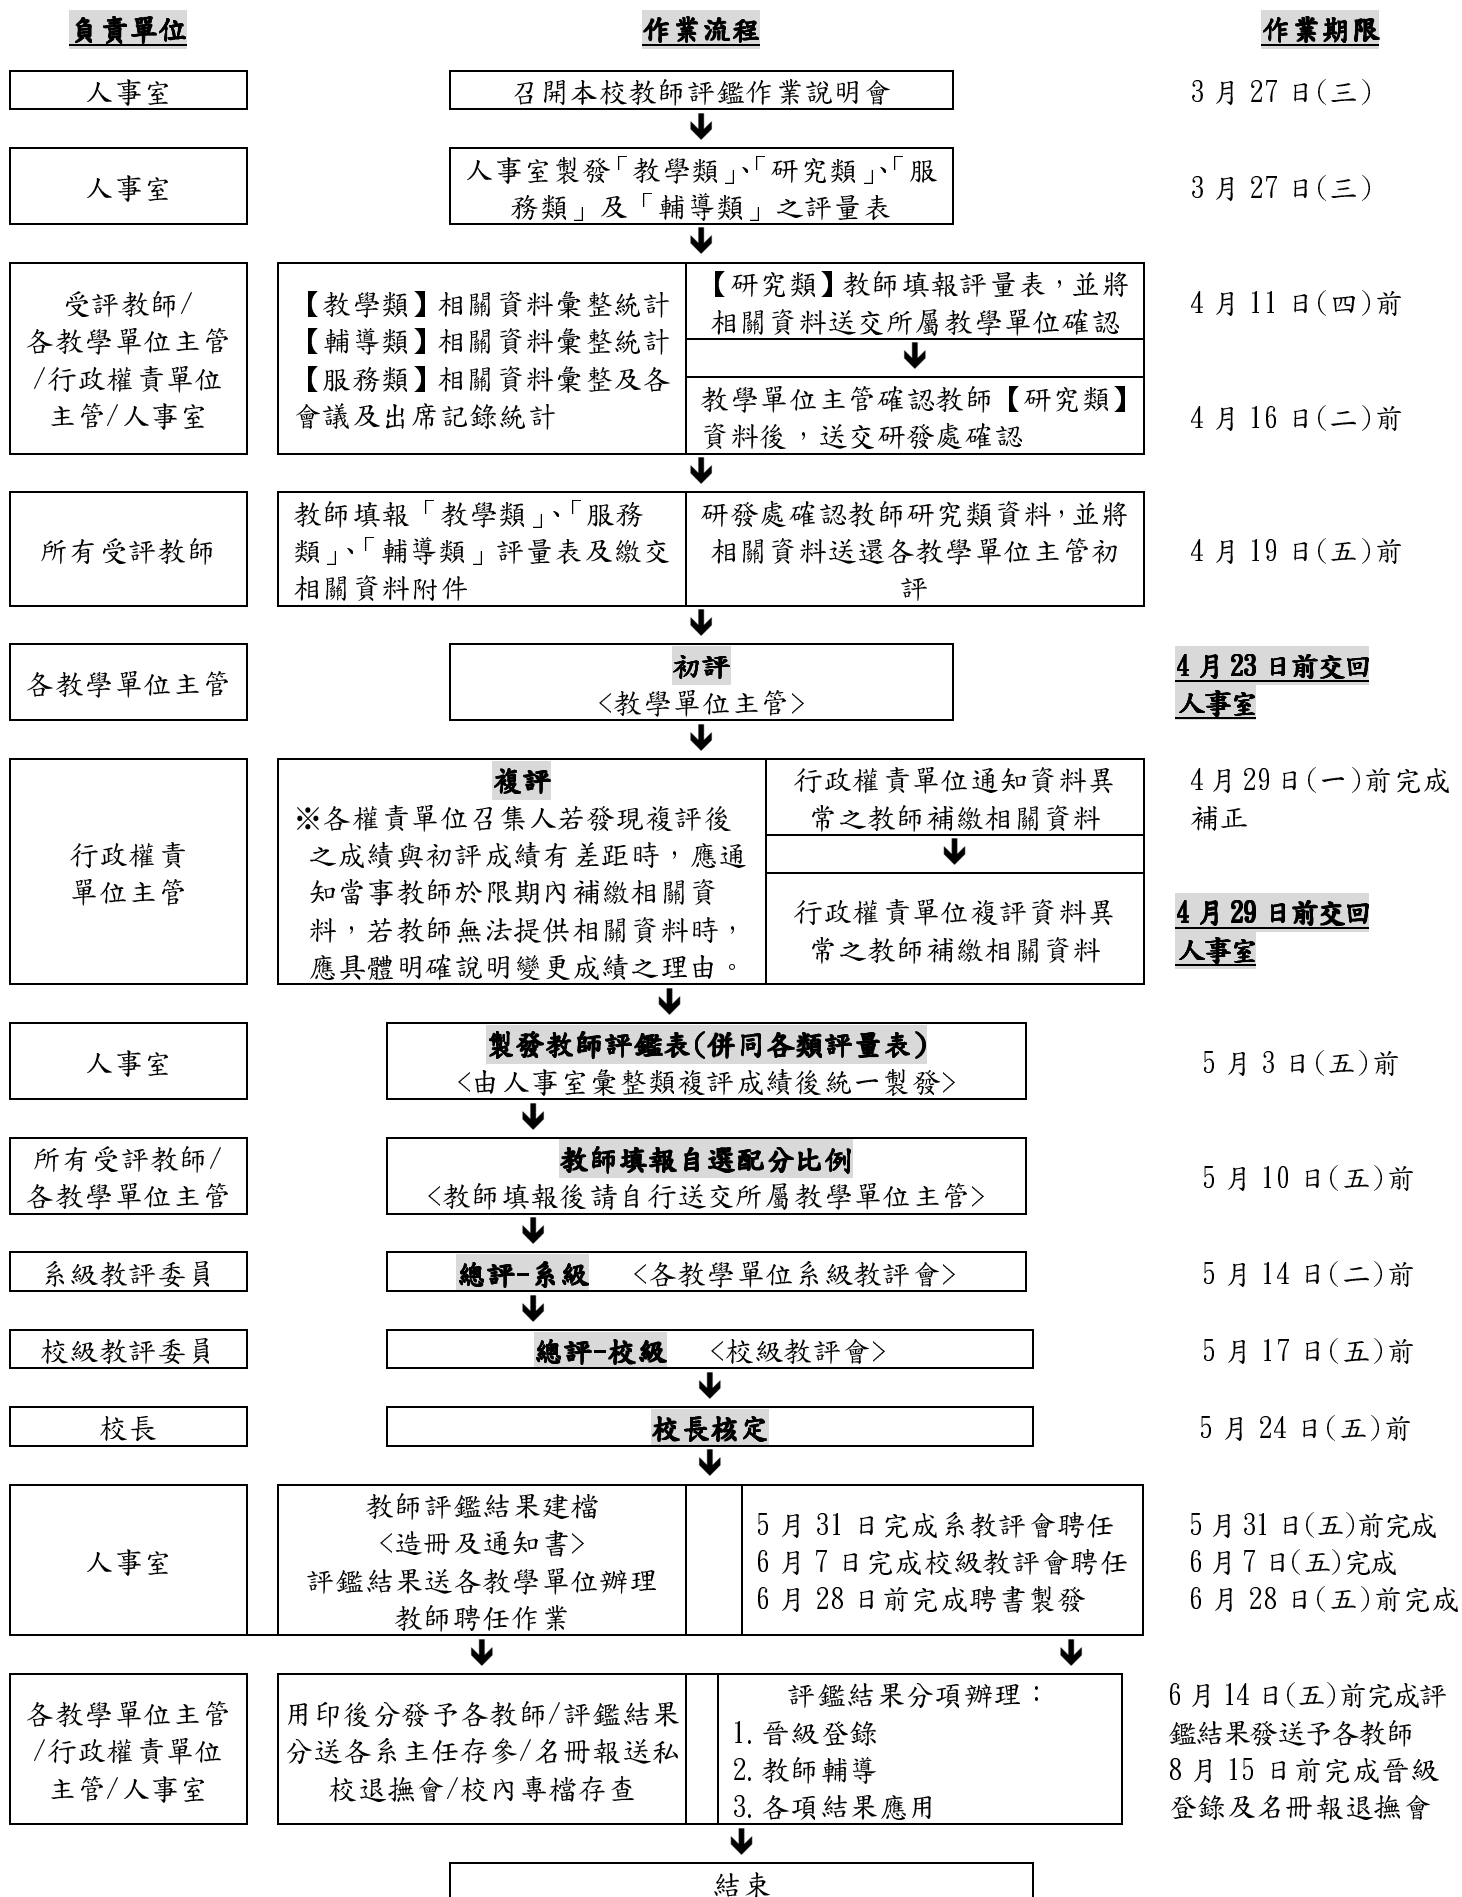 負責單位
作業流程
作業期限
人事室
召開本校教師評鑑作業說明會
3 月 27 日(三)
人事室
人事室製發「教學類」、「研究類」、「服
務類」及「輔導類」之評量表
3 月 27 日(三)
受評教師/
各教學單位主管
/行政權責單位
主管/人事室
【教學類】相關資料彙整統計
【輔導類】相關資料彙整統計
【服務類】相關資料彙整及各
會議及出席記錄統計
【研究類】教師填報評量表，並將
相關資料送交所屬教學單位確認
教學單位主管確認教師【研究類】
資料後，送交研發處確認
4 月 11 日(四)前
4 月 16 日(二)前
所有受評教師
教師填報「教學類」、「服務
類」、「輔導類」評量表及繳交
相關資料附件
研發處確認教師研究類資料，並將
相關資料送還各教學單位主管初
評
4 月 19 日(五)前
各教學單位主管
初評
<教學單位主管>
4 月 23 日前交回
人事室
行政權責
單位主管
複評
※各權責單位召集人若發現複評後
之成績與初評成績有差距時，應通
知當事教師於限期內補繳相關資
料，若教師無法提供相關資料時，
應具體明確說明變更成績之理由。
行政權責單位通知資料異
常之教師補繳相關資料
行政權責單位複評資料異
常之教師補繳相關資料
4 月 29 日(一)前完成
補正
4 月 29 日前交回
人事室
人事室
製發教師評鑑表(併同各類評量表)
<由人事室彙整類複評成績後統一製發>
5 月 3 日(五)前
所有受評教師/
各教學單位主管
教師填報自選配分比例
<教師填報後請自行送交所屬教學單位主管>
5 月 10 日(五)前
系級教評委員
總評-系級 <各教學單位系級教評會>
5 月 14 日(二)前
校級教評委員
總評-校級 <校級教評會>
5 月 17 日(五)前
校長
校長核定
5 月 24 日(五)前
人事室
教師評鑑結果建檔
<造冊及通知書>
評鑑結果送各教學單位辦理
教師聘任作業
5 月 31 日完成系教評會聘任
6 月 7 日完成校級教評會聘任
6 月 28 日前完成聘書製發
5 月 31 日(五)前完成
6 月 7 日(五)完成
6 月 28 日(五)前完成
各教學單位主管
/行政權責單位
主管/人事室
用印後分發予各教師/評鑑結果
分送各系主任存參/名冊報送私
校退撫會/校內專檔存查
評鑑結果分項辦理：
1.晉級登錄
2.教師輔導
3.各項結果應用
6 月 14 日(五)前完成評
鑑結果發送予各教師
8 月 15 日前完成晉級
登錄及名冊報退撫會
結束